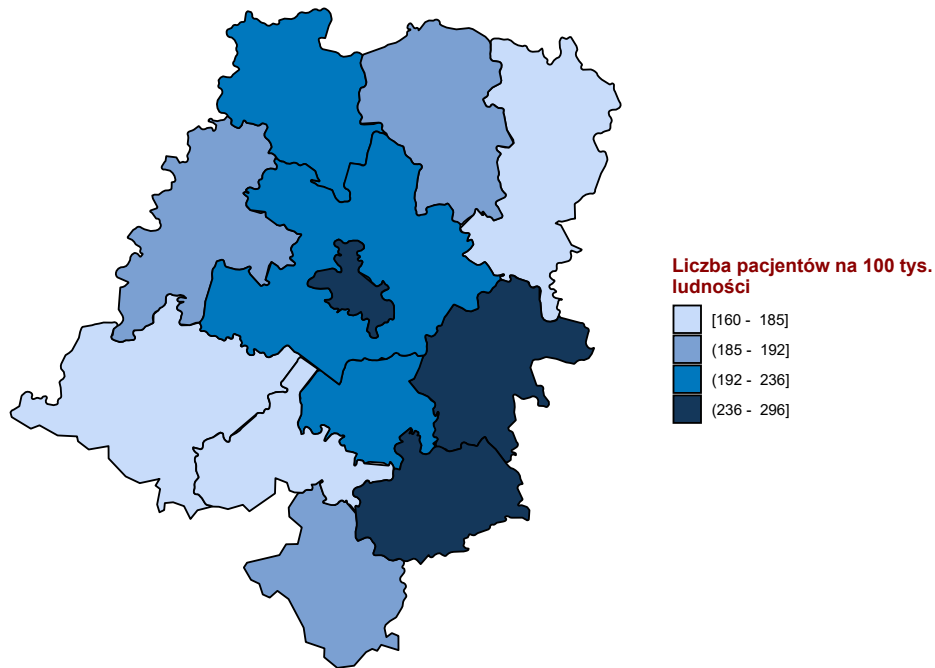 Liczba pacjentów na 100 tys.
ludności
[160 - 185]
(185 - 192]
(192 - 236]
(236 - 296]